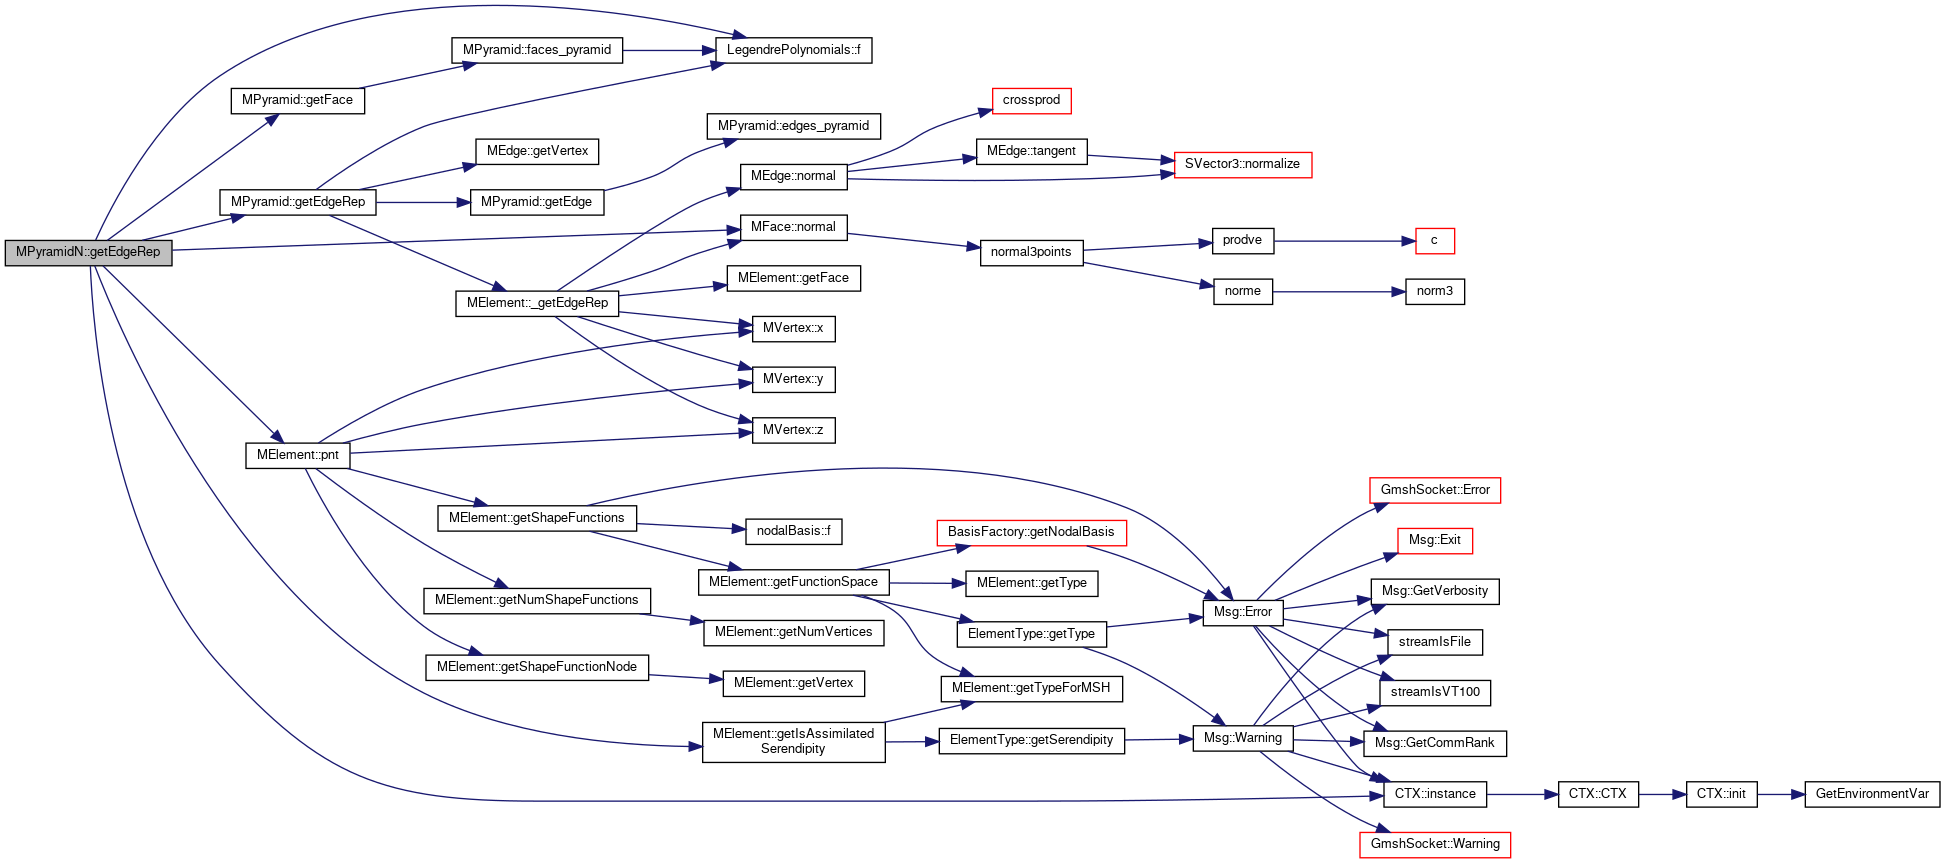 MPyramidN::getEdgeRep
LegendrePolynomials::f
MPyramid::faces_pyramid
MPyramid::getFace
MPyramid::edges_pyramid
MEdge::getVertex
MPyramid::getEdgeRep
MPyramid::getEdge
crossprod
MEdge::tangent
SVector3::normalize
MEdge::normal
MFace::normal
normal3points
prodve
c
norme
norm3
MElement::getFace
MElement::_getEdgeRep
MVertex::x
MVertex::y
MVertex::z
MElement::pnt
MElement::getShapeFunctions
nodalBasis::f
BasisFactory::getNodalBasis
MElement::getFunctionSpace
MElement::getType
MElement::getNumShapeFunctions
MElement::getNumVertices
ElementType::getType
MElement::getShapeFunctionNode
MElement::getVertex
MElement::getTypeForMSH
MElement::getIsAssimilated
Serendipity
ElementType::getSerendipity
Msg::Error
Msg::Warning
GmshSocket::Error
Msg::Exit
Msg::GetVerbosity
streamIsFile
streamIsVT100
Msg::GetCommRank
CTX::instance
CTX::CTX
CTX::init
GetEnvironmentVar
GmshSocket::Warning